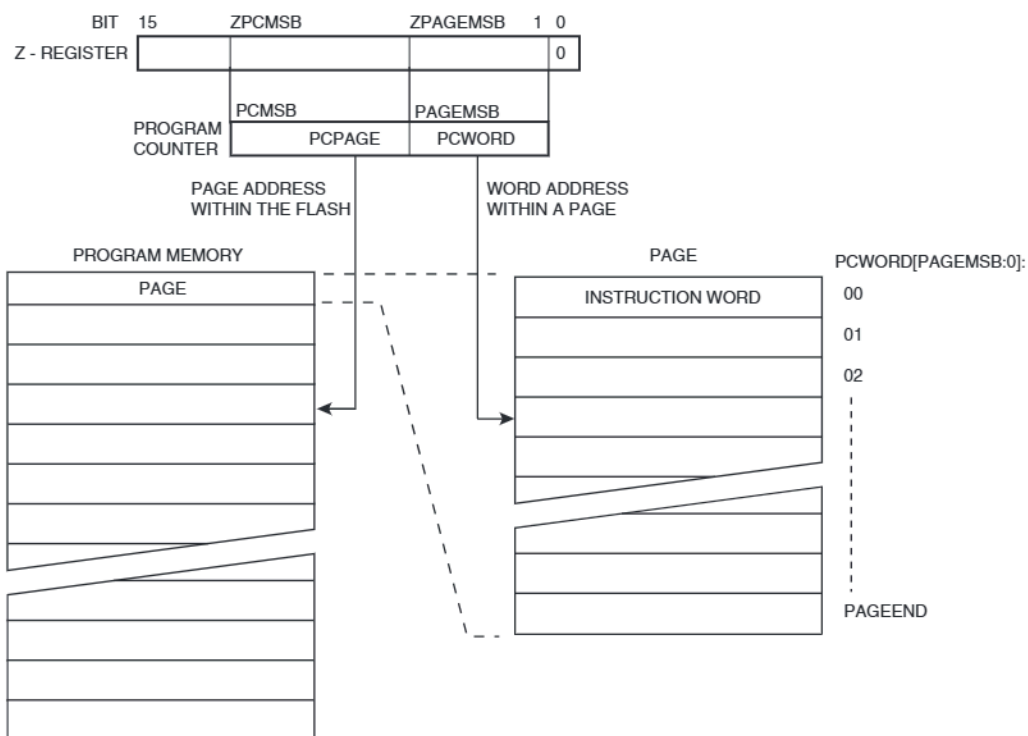 BIT 15 ZPCMSB ZPAGEMSB 1 0
Z - REGISTER 0
PCMSB PAGEMSB
PROGRAM
COUNTER
PCPAGE PCWORD
PAGE ADDRESS
WITHIN THE FLASH
WORD ADDRESS
WITHIN A PAGE
PROGRAM MEMORY
PAGE
PAGE
PCWORD[PAGEMSB:0]:
INSTRUCTION WORD
00
01
02
PAGEEND